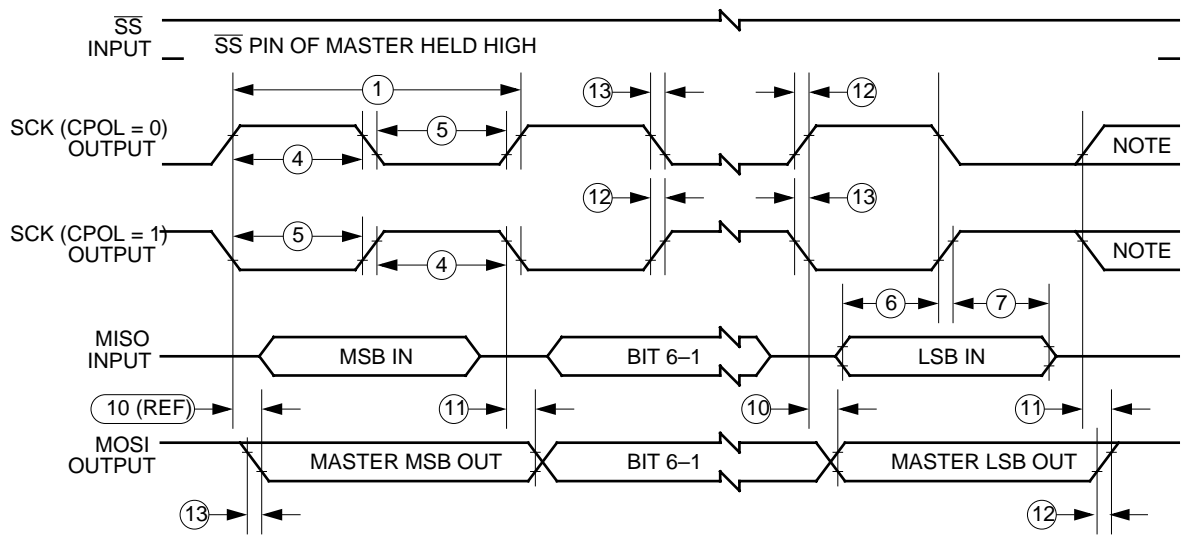 SS
INPUT
SS PIN OF MASTER HELD HIGH
1
13
12
SCK (CPOL = 0)
OUTPUT
5
4
NOTE
12
13
SCK (CPOL = 1)
OUTPUT
5
4
NOTE
6
7
MISO
INPUT
MSB IN
BIT 6–1
LSB IN
10 (REF)
11
10
11
MOSI
OUTPUT
MASTER MSB OUT
BIT 6–1
MASTER LSB OUT
13
12